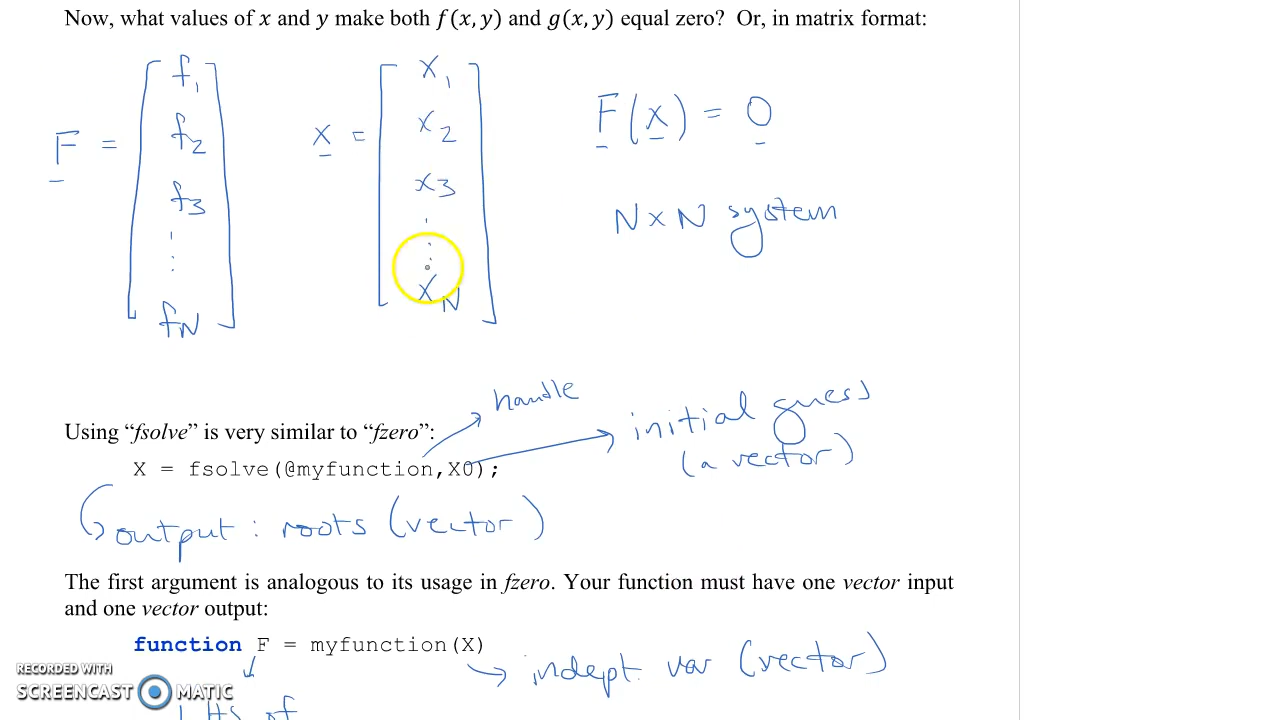 Now, what values of x and y make both f(x,y) and g(x,y) equal zero? Or, in matrix format:
F = [ f1 f2 f3 ⋮ fN ] x = [ x1 x2 x3 ⋮ xN ] F(x) = 0
N x N system
handle
initial guess
(a vector)
Using “fsolve” is very similar to “fzero”:
X = fsolve(@myfunction,X0);
output : roots (vector)
The first argument is analogous to its usage in fzero. Your function must have one vector input
and one vector output:
function F = myfunction(X)
indept. var (vector)
RECORDED WITH
SCREENCAST MATIC
LHS of